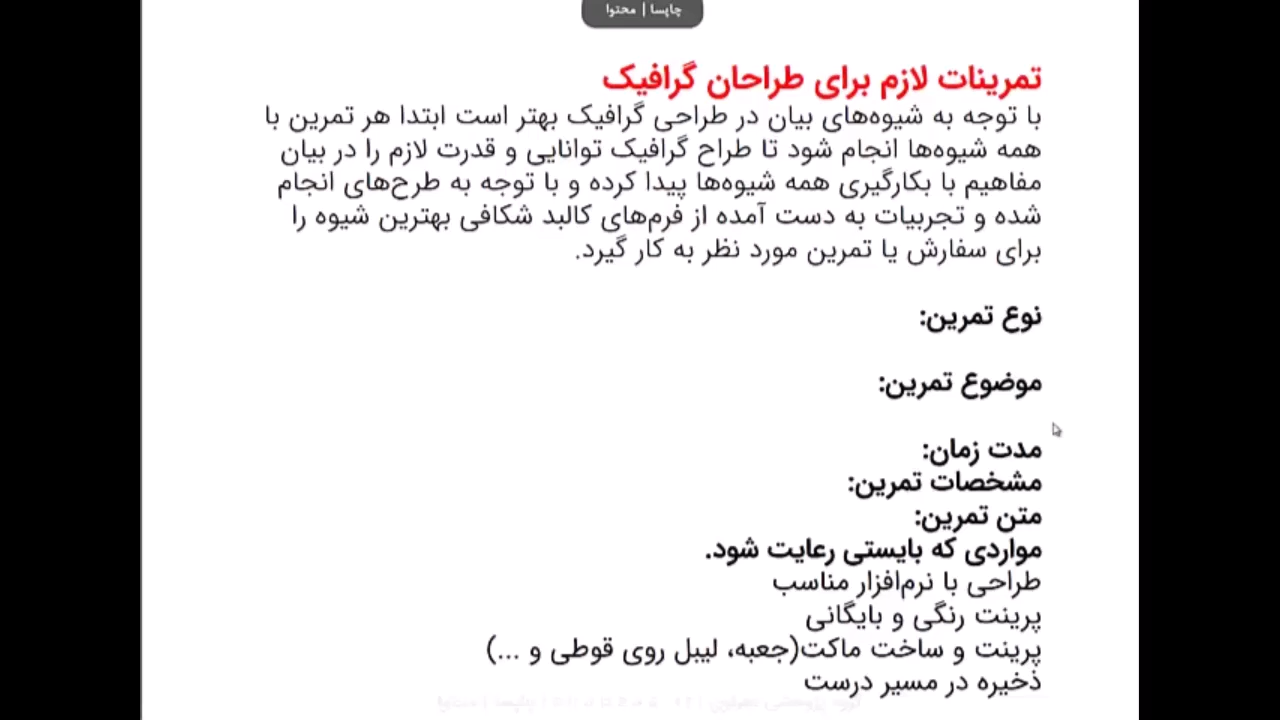 چاپسا | محتوا
تمرینات لازم برای طراحان گرافیک
با توجه به شیوه‌های بیان در طراحی گرافیک بهتر است ابتدا هر تمرین با
همه شیوه‌ها انجام شود تا طراح گرافیک توانایی و قدرت لازم را در بیان
مفاهیم با بکارگیری همه شیوه‌ها پیدا کرده و با توجه به طرح‌های انجام
شده و تجربیات به دست آمده از فرم‌های کالبد شکافی بهترین شیوه را
برای سفارش یا تمرین مورد نظر به کار گیرد.
نوع تمرین:
موضوع تمرین:
مدت زمان:
مشخصات تمرین:
متن تمرین:
مواردی که بایستی رعایت شود.
طراحی با نرم‌افزار مناسب
پرینت رنگی و بایگانی
پرینت و ساخت ماکت(جعبه، لیبل روی قوطی و ...)
ذخیره در مسیر درست